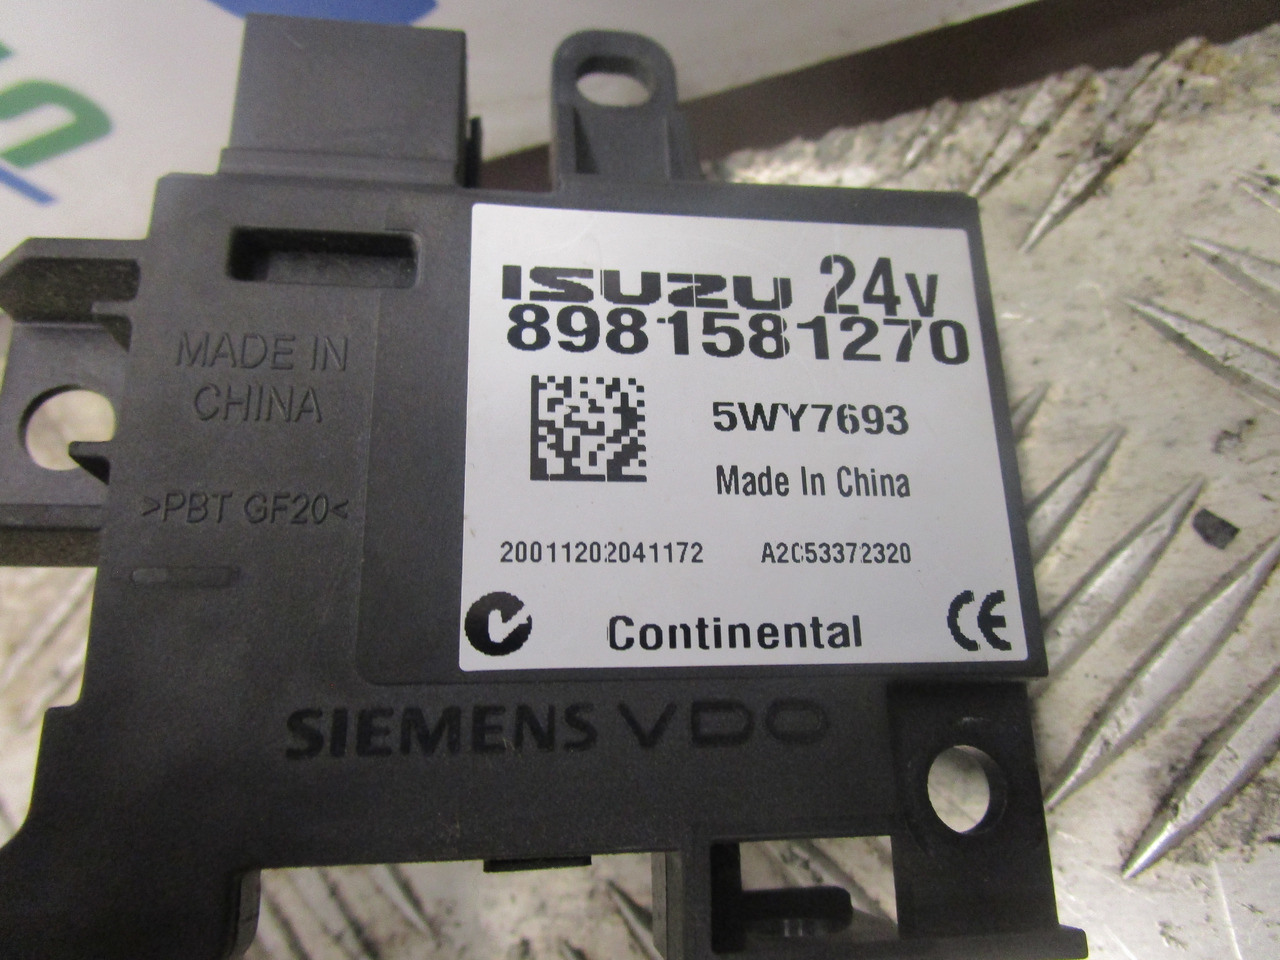 ISUZU 24V
8981581270
5WY7693
Made In China
20011202041172 A2C53372320
Continental
CE
MADE IN
CHINA
>PBT GF20<
SIEMENS VDO